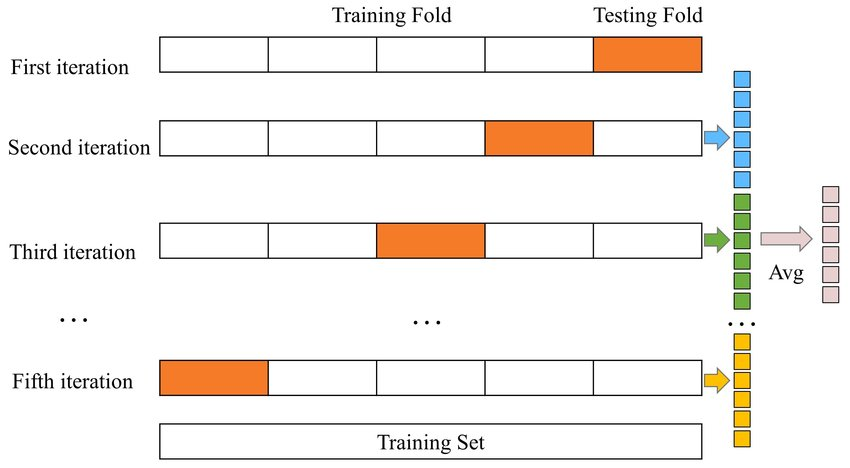 Training Fold Testing Fold
First iteration
Second iteration
Third iteration
Avg
... ... ...
Fifth iteration
Training Set